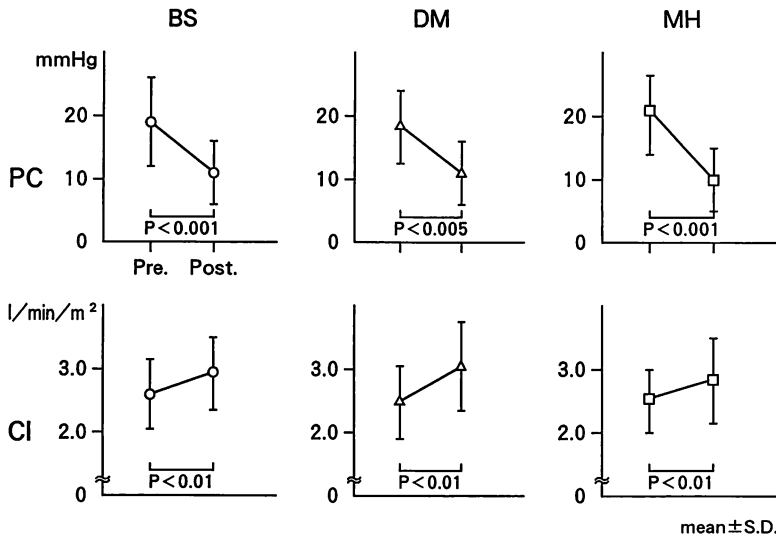 BS DM MH
mmHg
20 20 20
PC
10 10 10
P<0.001 P<0.005 P<0.001
0 0 0
Pre. Post.
l/min/m²
3.0 3.0 3.0
CI
2.0 2.0 2.0
P<0.01 P<0.01 P<0.01
0 0 0
mean±S.D.